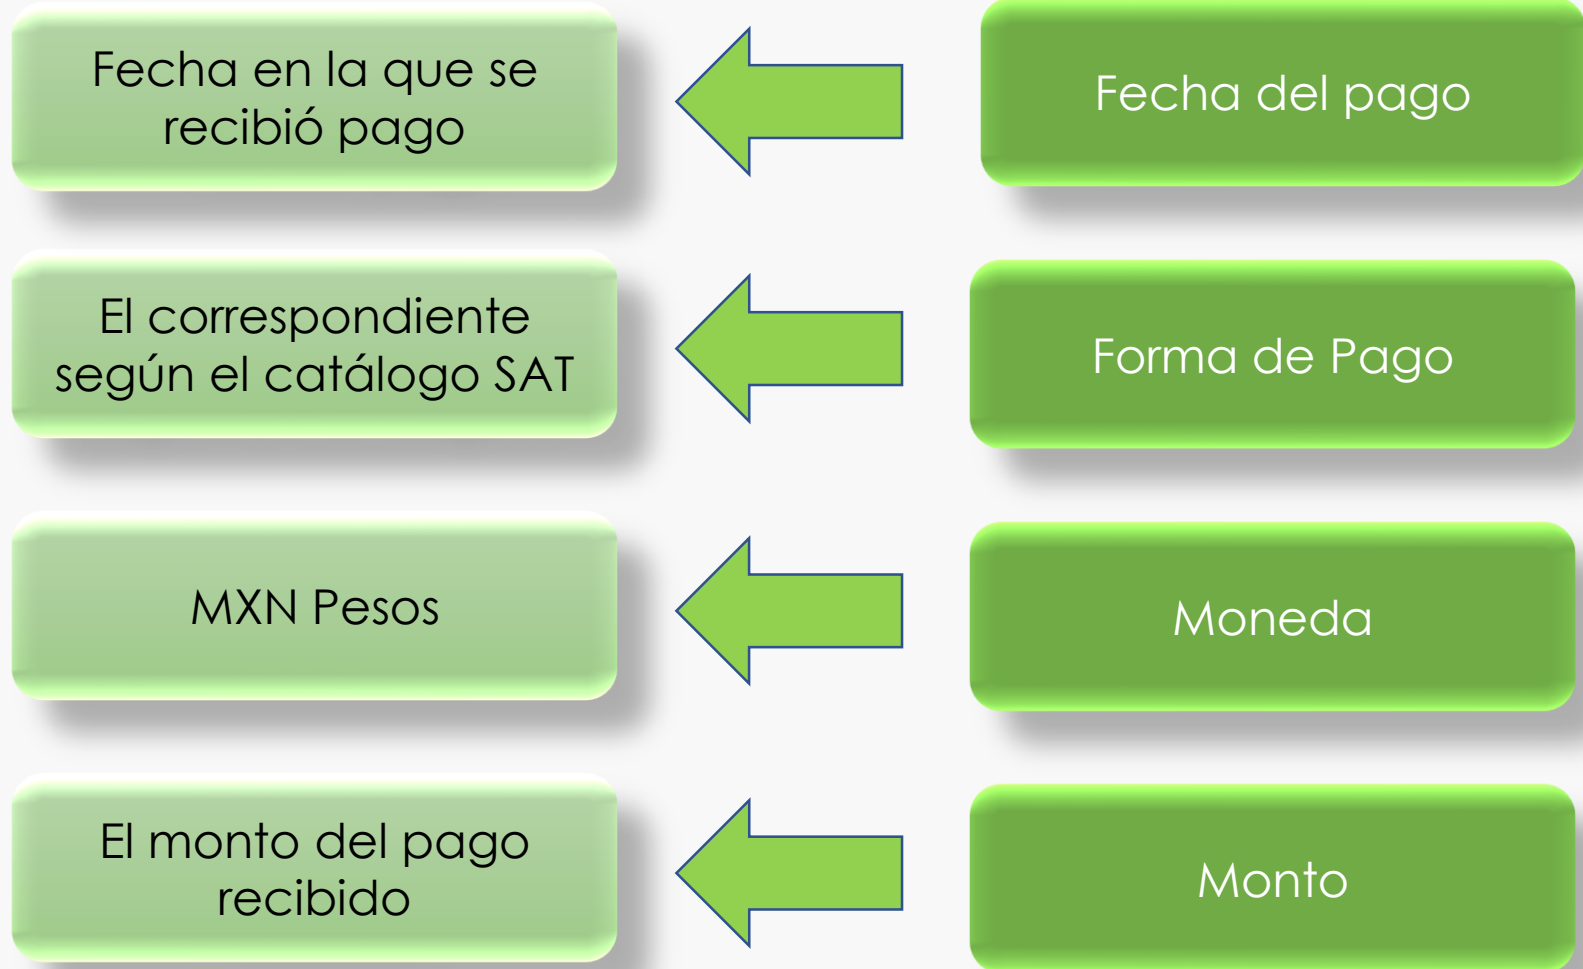 Fecha en la que se
recibió pago
Fecha del pago
El correspondiente
según el catálogo SAT
Forma de Pago
MXN Pesos
Moneda
El monto del pago
recibido
Monto